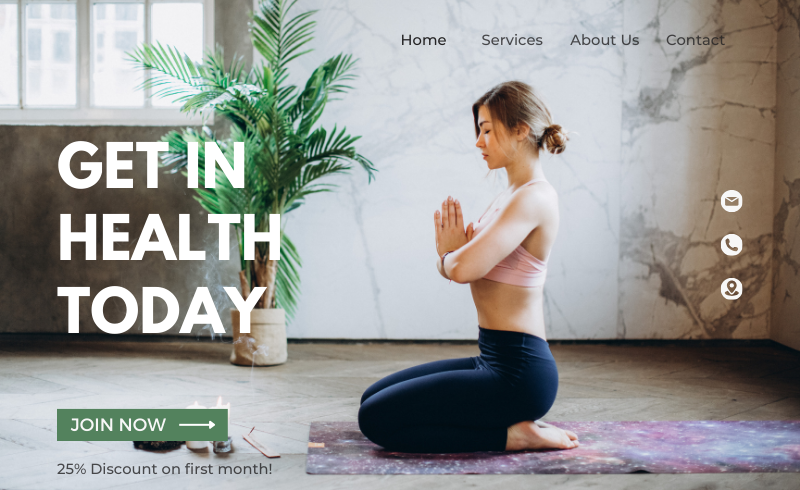 Home Services About Us Contact
GET IN
HEALTH
TODAY
JOIN NOW
25% Discount on first month!